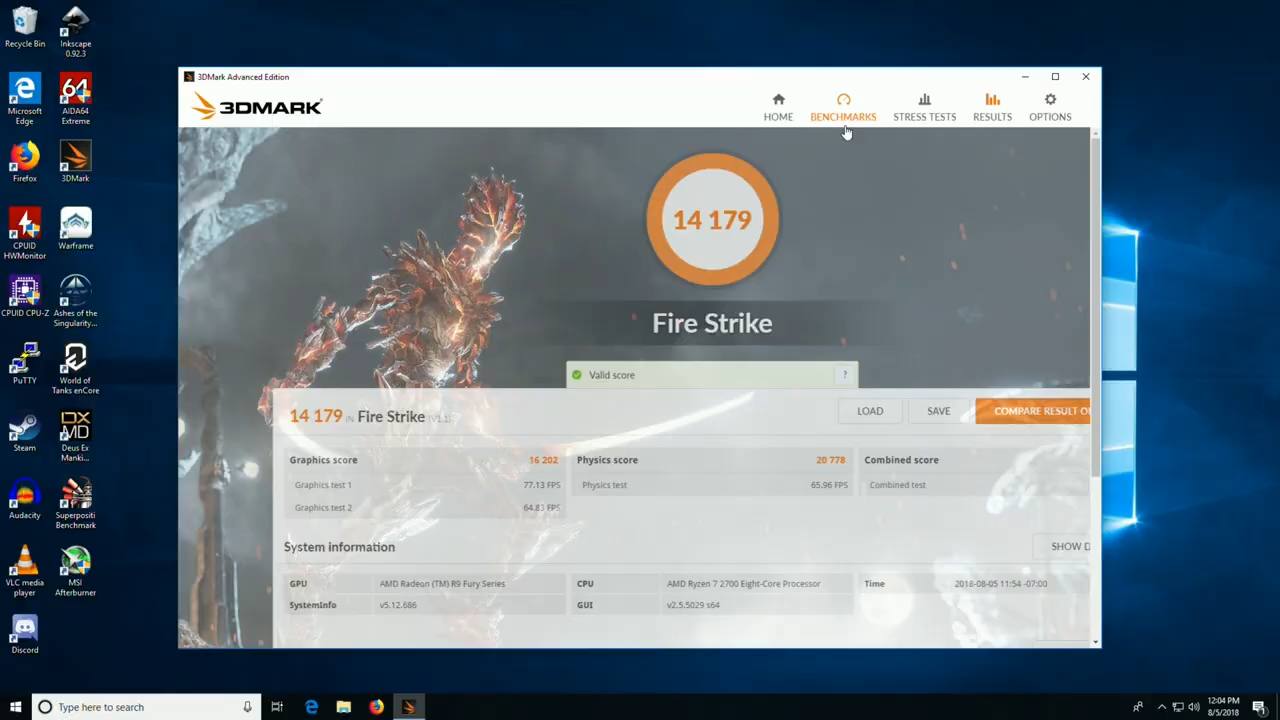 Recycle Bin
Inkscape
0.92.3
Microsoft
Edge
64
AIDA64
Extreme
Firefox
3DMark
CPUID
HWMonitor
Warframe
CPUID CPU-Z
Ashes of the
Singularity...
PuTTY
World of
Tanks enCore
Steam
DX
MD
Deus Ex
Manki...
Audacity
Superpositi
Benchmark
VLC media
player
MSI
Afterburner
Discord
3DMark Advanced Edition
3DMARK
HOME
BENCHMARKS
STRESS TESTS
RESULTS
OPTIONS
14 179
Fire Strike
Valid score
?
14 179 IN Fire Strike (V1.1)
LOAD
SAVE
COMPARE RESULT O
Graphics score 16 202
Graphics test 1 77.13 FPS
Graphics test 2 64.83 FPS
Physics score 20 778
Physics test 65.96 FPS
Combined score
Combined test
System information
SHOW D
GPU AMD Radeon (TM) R9 Fury Series
CPU AMD Ryzen 7 2700 Eight-Core Processor
Time 2018-08-05 11:54 -07:00
SystemInfo v5.12.686
GUI v2.5.5029 s64
Type here to search
12:04 PM
8/5/2018
1